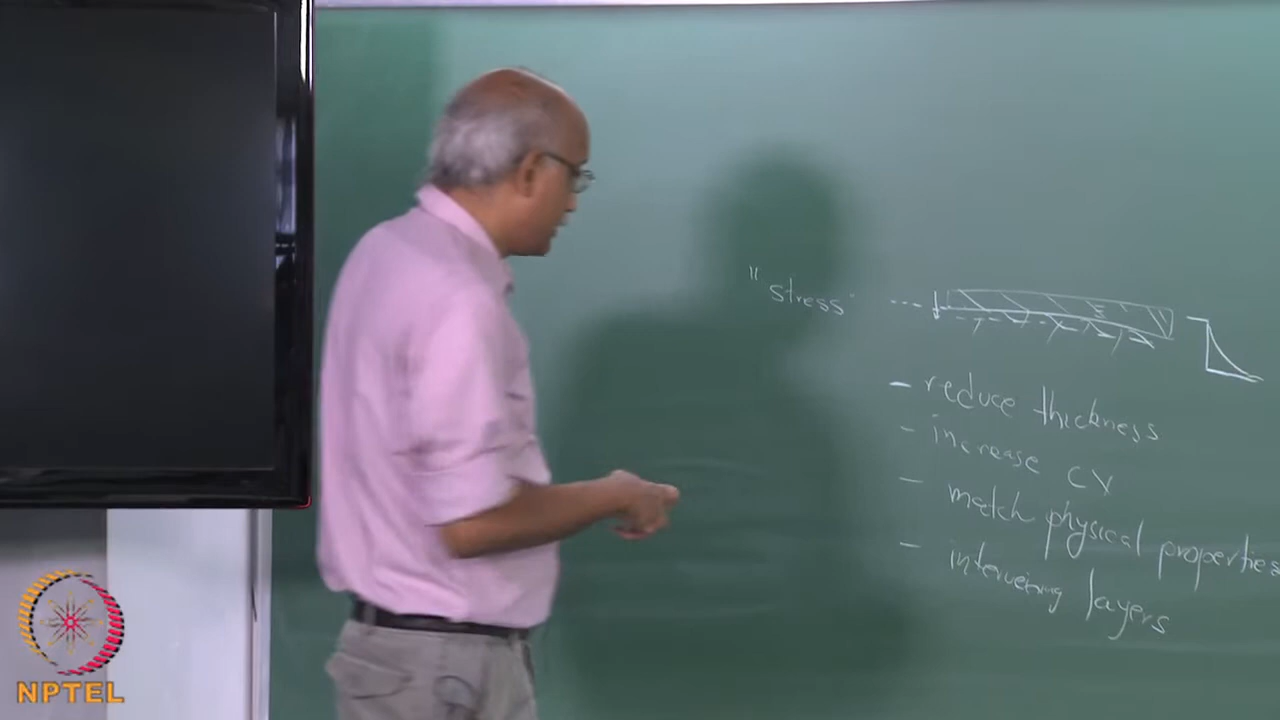 "stress"
- reduce thickness
- increase CV
- match physical properties
- intervening layers
NPTEL